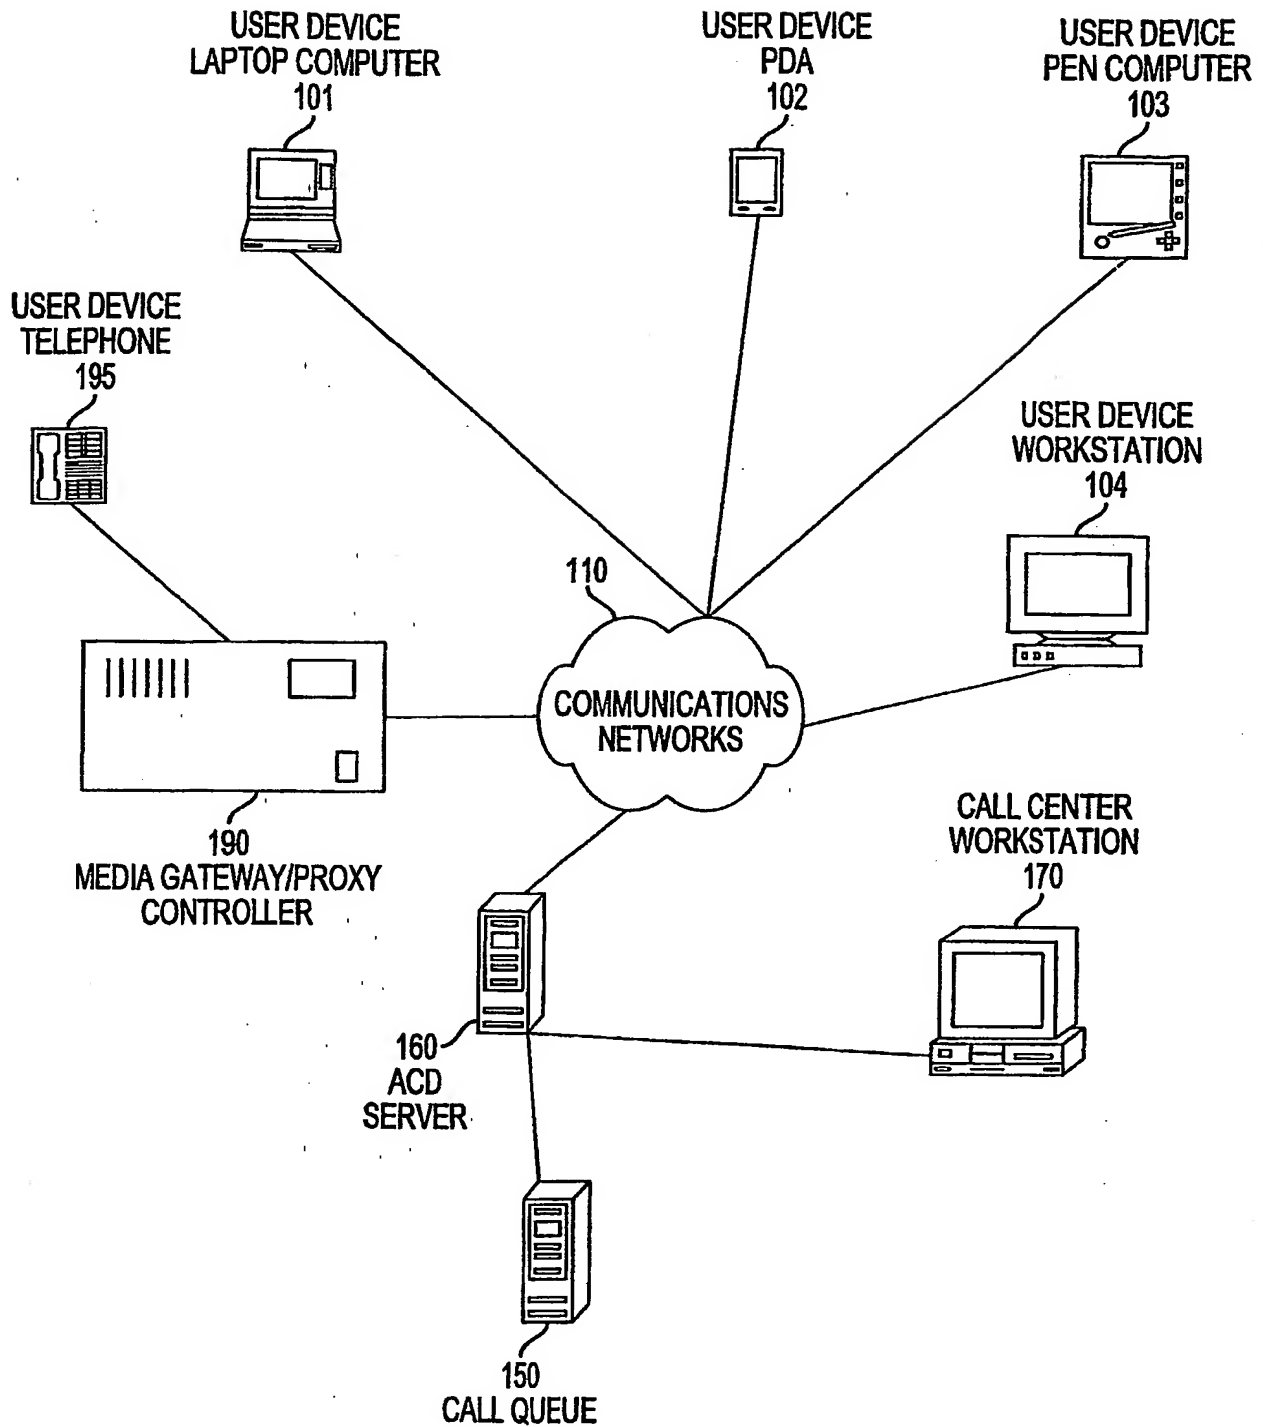 USER DEVICE
LAPTOP COMPUTER
101
USER DEVICE
PDA
102
USER DEVICE
PEN COMPUTER
103
USER DEVICE
TELEPHONE
195
USER DEVICE
WORKSTATION
104
110
COMMUNICATIONS
NETWORKS
190
MEDIA GATEWAY/PROXY
CONTROLLER
CALL CENTER
WORKSTATION
170
160
ACD
SERVER
150
CALL QUEUE